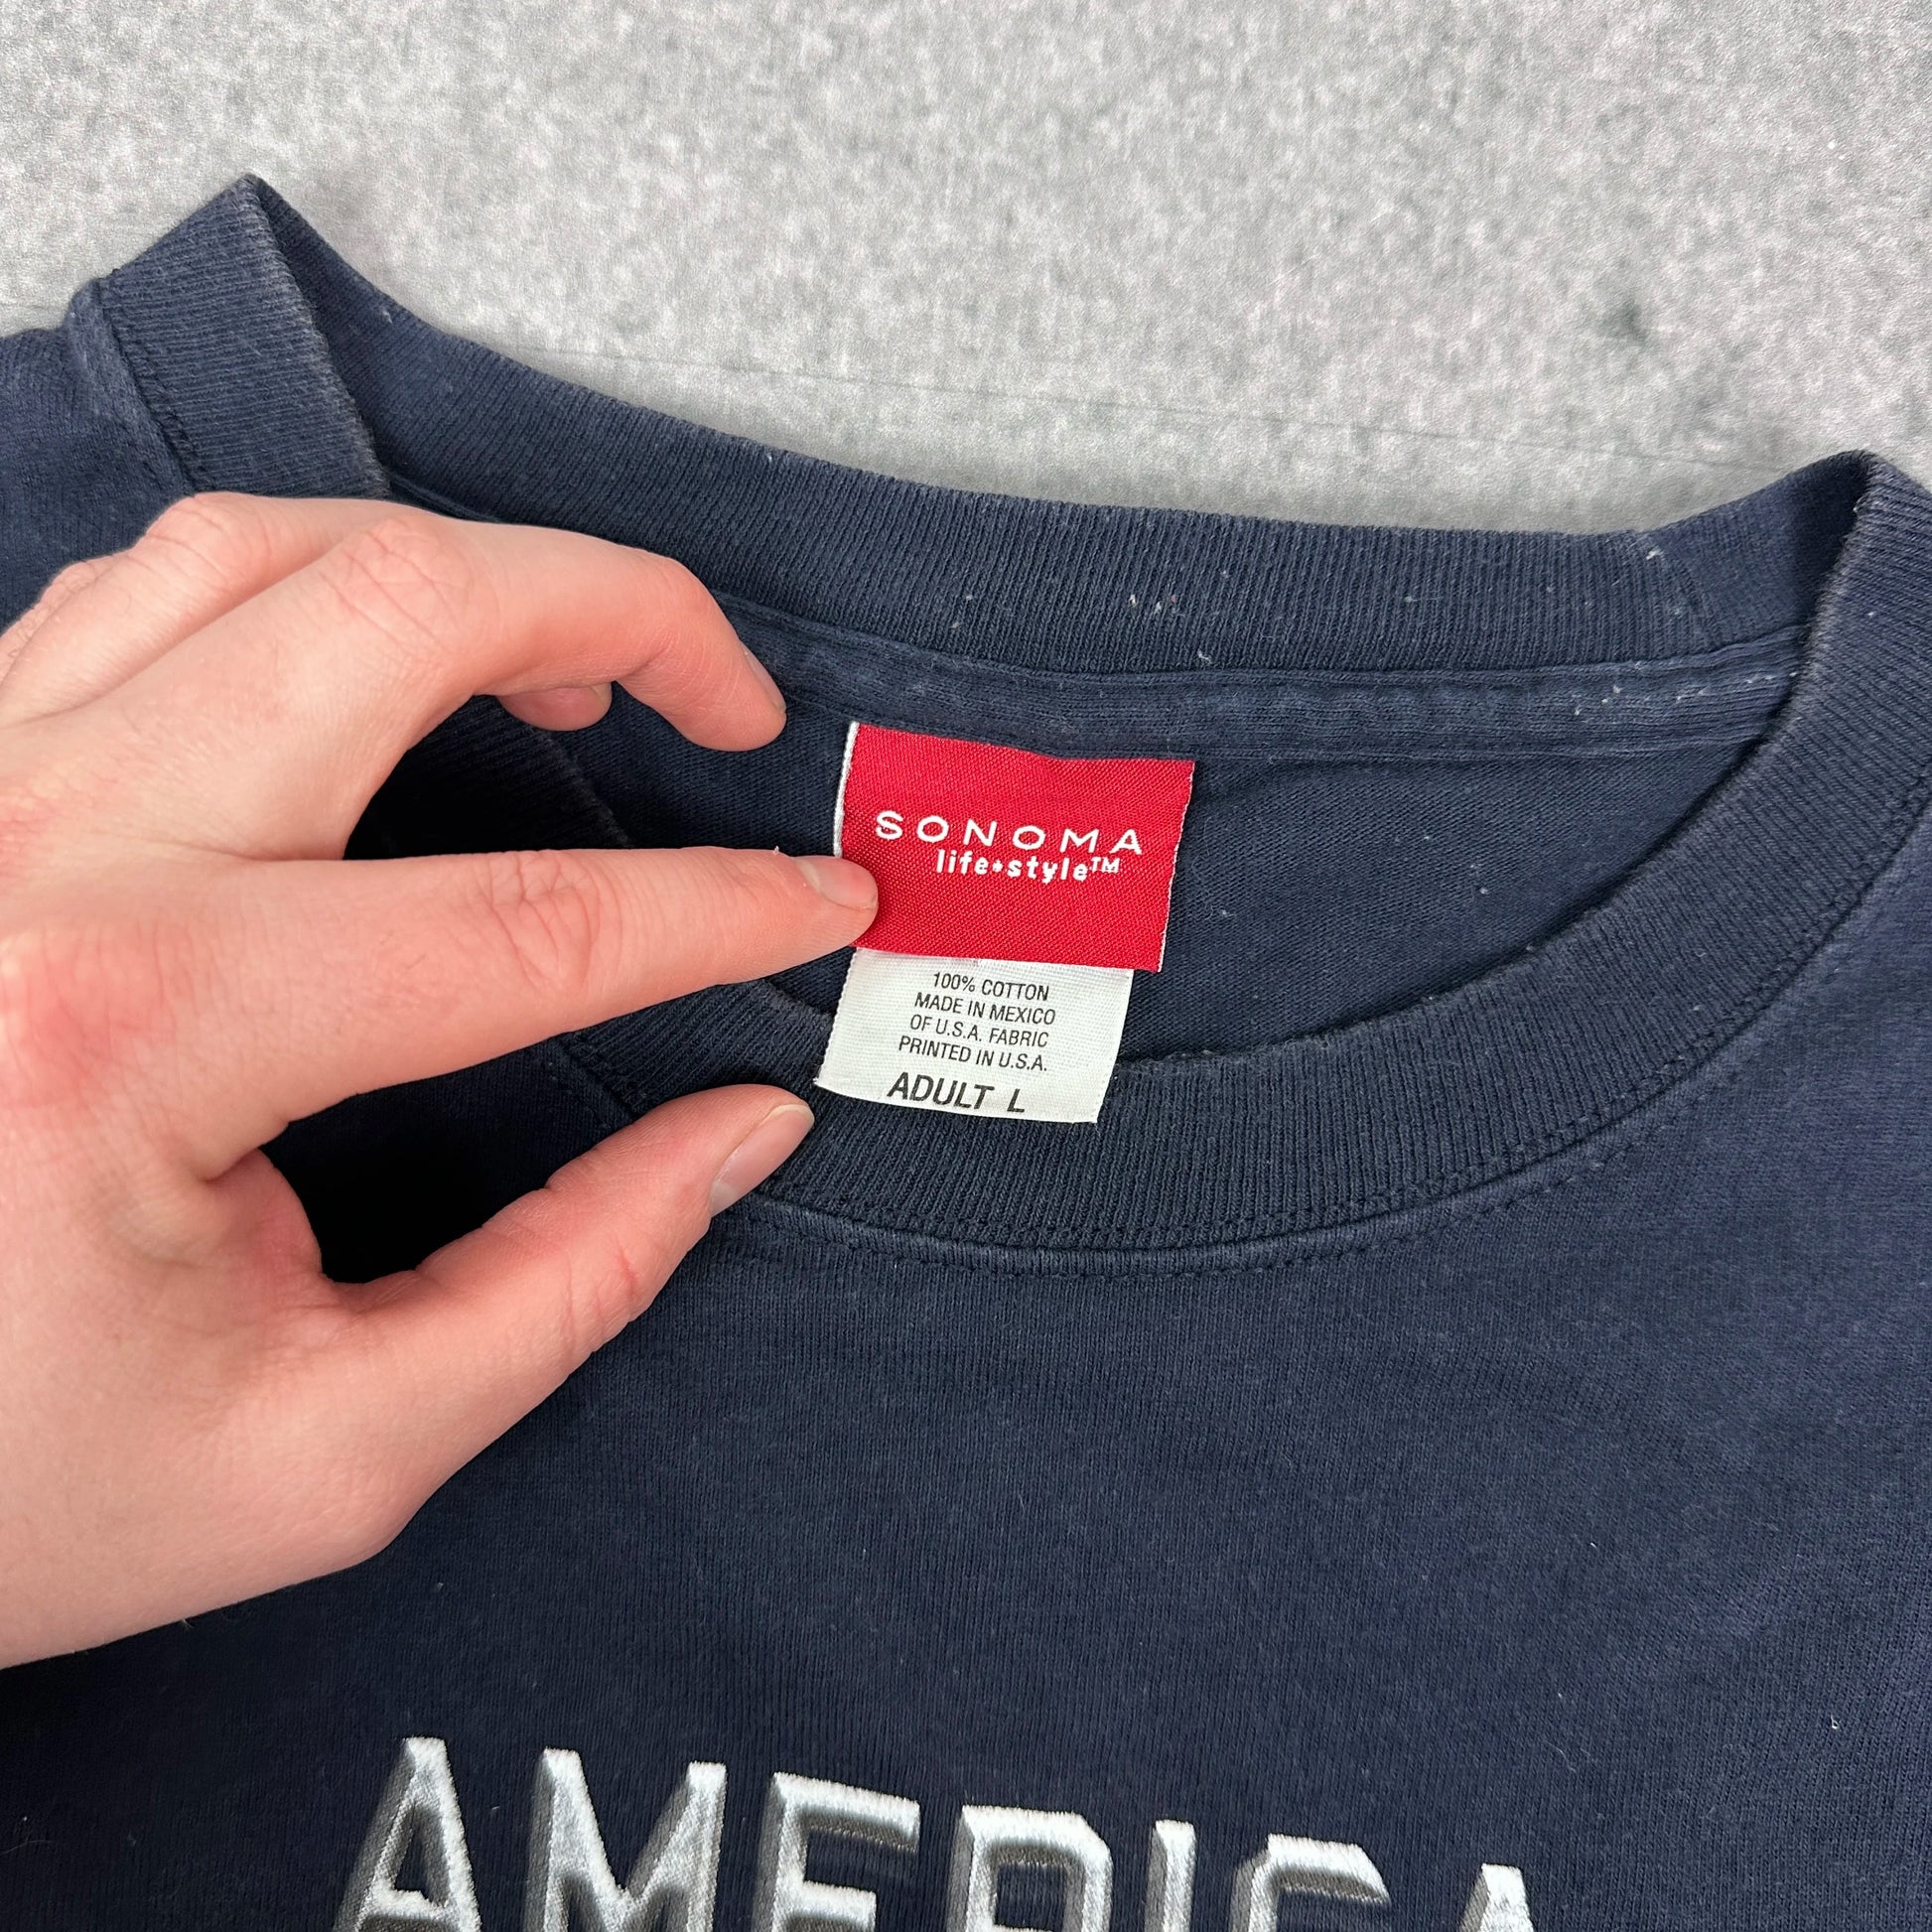 SONOMA
life+style™
100% COTTON
MADE IN MEXICO
OF U.S.A. FABRIC
PRINTED IN U.S.A.
ADULT L
AMERICA